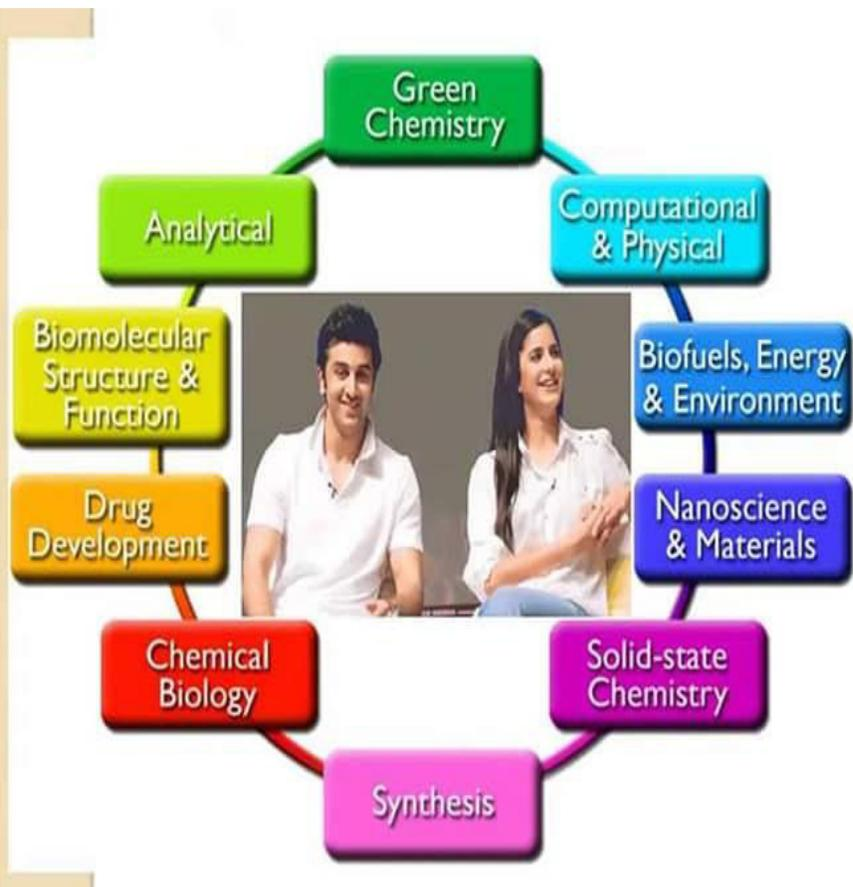 Green
Chemistry
Computational
& Physical
Biofuels, Energy
& Environment
Nanoscience
& Materials
Solid-state
Chemistry
Synthesis
Chemical
Biology
Drug
Development
Biomolecular
Structure &
Function
Analytical